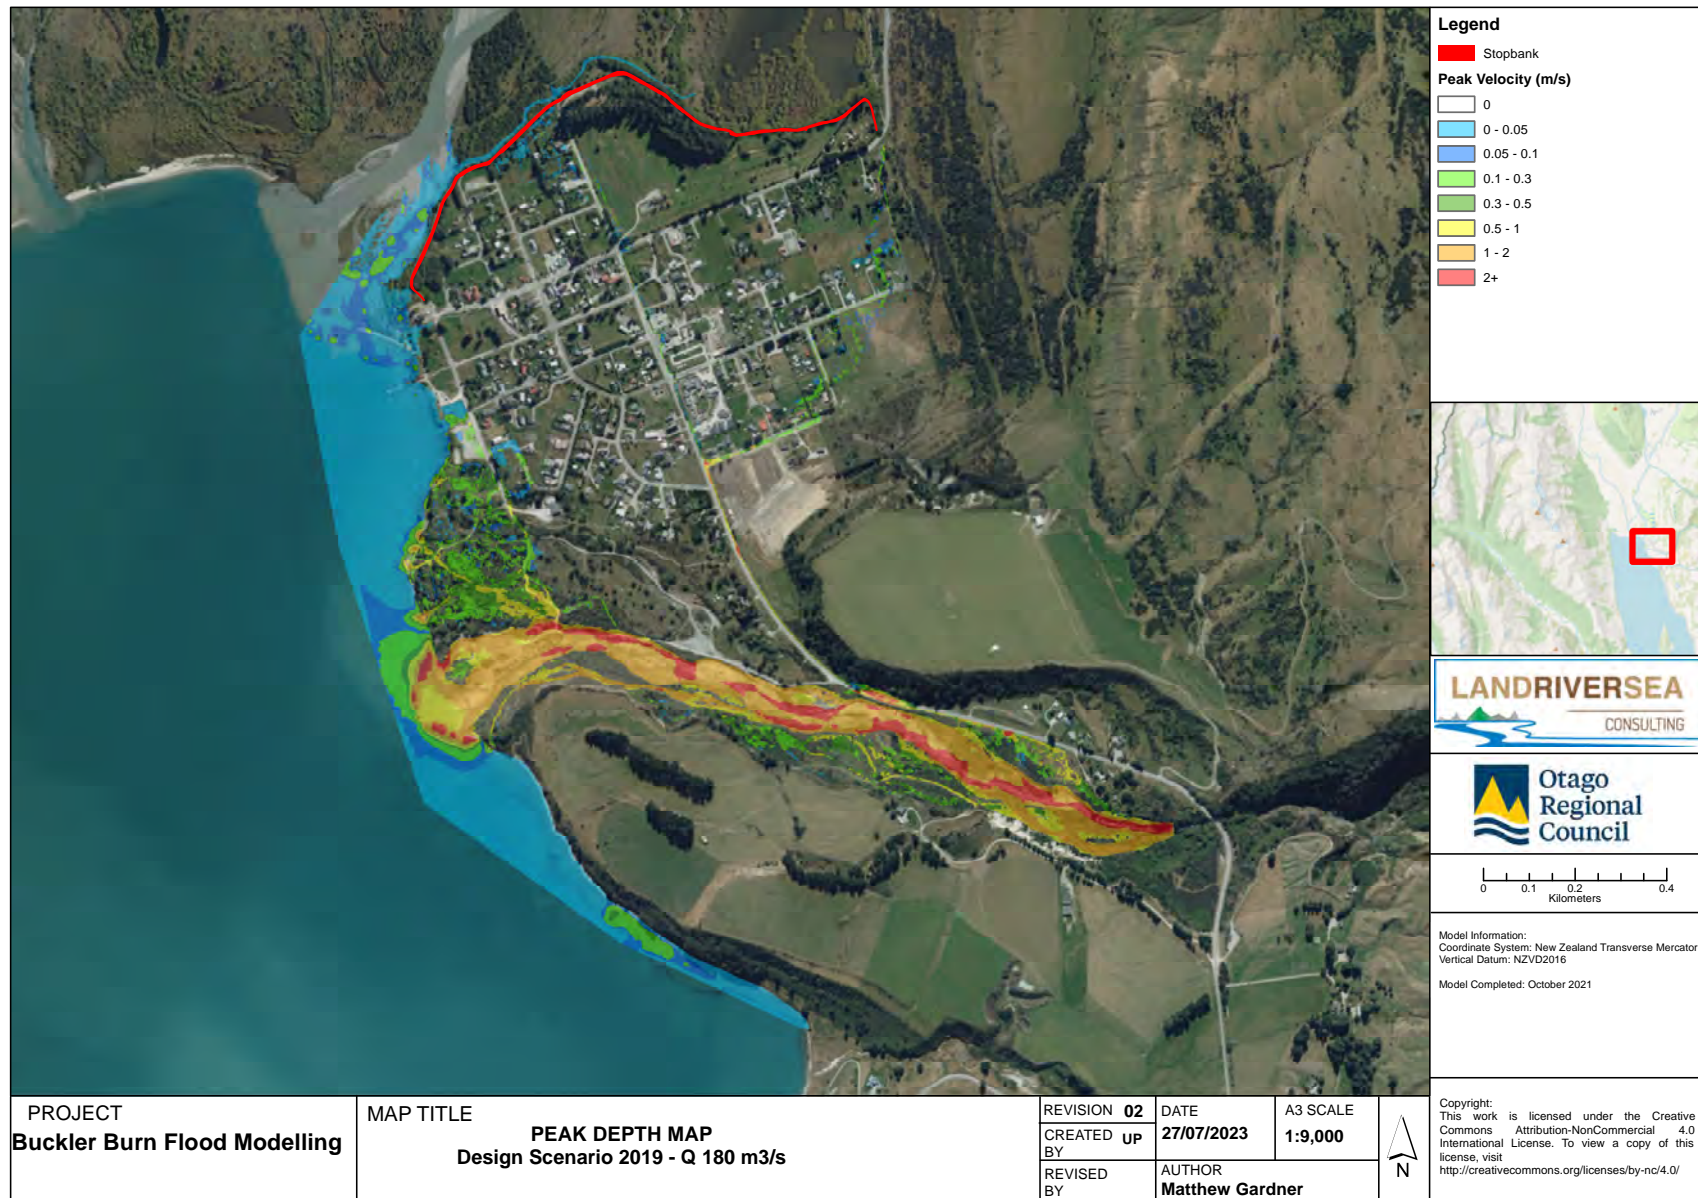 Legend
Stopbank
Peak Velocity (m/s)
0
0 - 0.05
0.05 - 0.1
0.1 - 0.3
0.3 - 0.5
0.5 - 1
1 - 2
2+
LANDRIVERSEA
CONSULTING
Otago
Regional
Council
0 0.1 0.2 0.4
Kilometers
Model Information:
Coordinate System: New Zealand Transverse Mercator
Vertical Datum: NZVD2016
Model Completed: October 2021
Copyright:
This work is licensed under the Creative
Commons Attribution-NonCommercial 4.0
International License. To view a copy of this
license, visit
http://creativecommons.org/licenses/by-nc/4.0/
PROJECT
Buckler Burn Flood Modelling
MAP TITLE
PEAK DEPTH MAP
Design Scenario 2019 - Q 180 m3/s
REVISION 02
CREATED BY UP
REVISED BY
DATE
27/07/2023
A3 SCALE
1:9,000
AUTHOR
Matthew Gardner
N